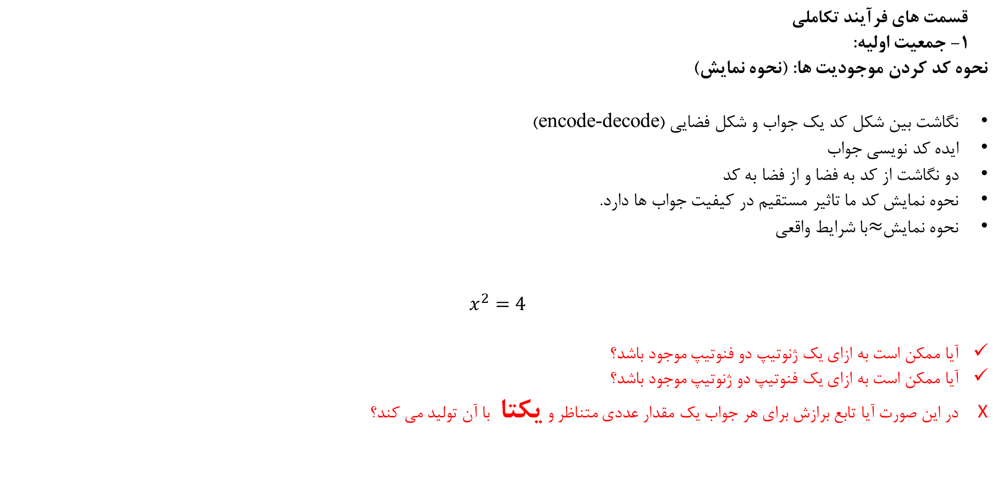 قسمت های فرآیند تکاملی
۱- جمعیت اولیه:
نحوه کد کردن موجودیت ها: (نحوه نمایش)
• نگاشت بین شکل کد یک جواب و شکل فضایی (encode-decode)
• ایده کد نویسی جواب
• دو نگاشت از کد به فضا و از فضا به کد
• نحوه نمایش کد ما تاثیر مستقیم در کیفیت جواب ها دارد.
• نحوه نمایش≈با شرایط واقعی
x² = 4
✓ آیا ممکن است به ازای یک ژنوتیپ دو فنوتیپ موجود باشد؟
✓ آیا ممکن است به ازای یک فنوتیپ دو ژنوتیپ موجود باشد؟
X در این صورت آیا تابع برازش برای هر جواب یک مقدار عددی متناظر و یکتا با آن تولید می کند؟